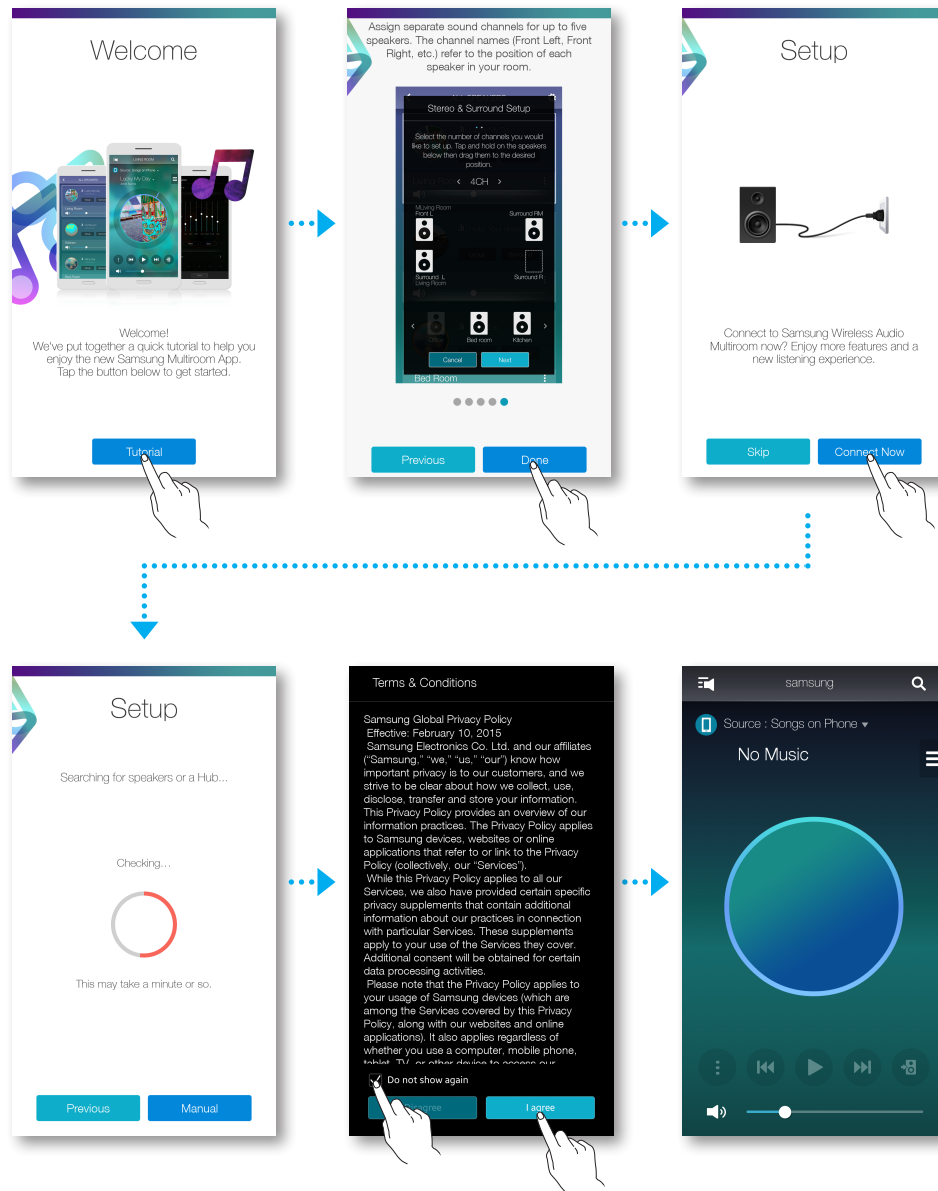 Welcome
Welcome!
We've put together a quick tutorial to help you
enjoy the new Samsung Multiroom App.
Tap the button below to get started.
Tutorial
Assign separate sound channels for up to five
speakers. The channel names (Front Left, Front
Right, etc.) refer to the position of each
speaker in your room.
Stereo & Surround Setup
Select the number of channels you would
like to set up. Tap and hold on the speakers
below then drag them to the desired
position.
4CH
Front L
Surround RM
Surround L
Living Room
Surround R
Office
Bed room
Kitchen
Cancel
Next
Bed Room
Previous
Done
Setup
Connect to Samsung Wireless Audio
Multiroom now? Enjoy more features and a
new listening experience.
Skip
Connect Now
Setup
Searching for speakers or a Hub...
Checking...
This may take a minute or so.
Previous
Manual
Terms & Conditions
Samsung Global Privacy Policy
Effective: February 10, 2015
Samsung Electronics Co. Ltd. and our affiliates
("Samsung," "we," "us," "our") know how
important privacy is to our customers, and we
strive to be clear about how we collect, use,
disclose, transfer and store your information.
This Privacy Policy provides an overview of our
information practices. The Privacy Policy applies
to Samsung devices, websites or online
applications that refer to or link to the Privacy
Policy (collectively, our "Services").
While this Privacy Policy applies to all our
Services, we also have provided certain specific
privacy supplements that contain additional
information about our practices in connection
with particular Services. These supplements
apply to your use of the Services they cover.
Additional consent will be obtained for certain
data processing activities.
Please note that the Privacy Policy applies to
your usage of Samsung devices (which are
among the Services covered by this Privacy
Policy, along with our websites and online
applications). It also applies regardless of
whether you use a computer, mobile phone,
tablet, TV, or other device to access our
Do not show again
Disagree
I agree
samsung
Source : Songs on Phone
No Music